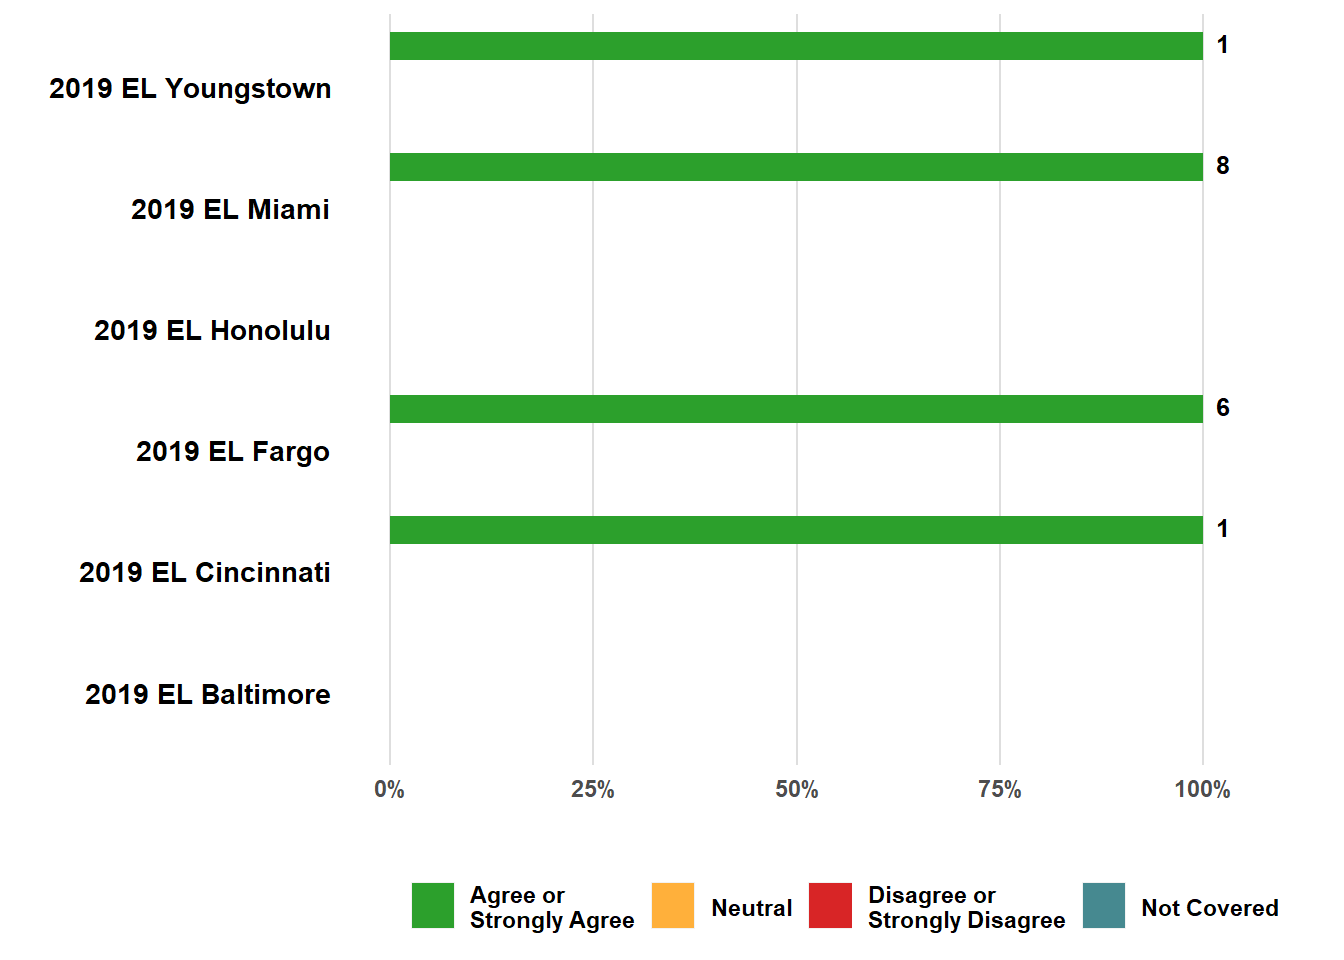 1
2019 EL Youngstown
8
2019 EL Miami
2019 EL Honolulu
6
2019 EL Fargo
1
2019 EL Cincinnati
2019 EL Baltimore
0% 25% 50% 75% 100%
Agree or
Strongly Agree
Neutral
Disagree or
Strongly Disagree
Not Covered